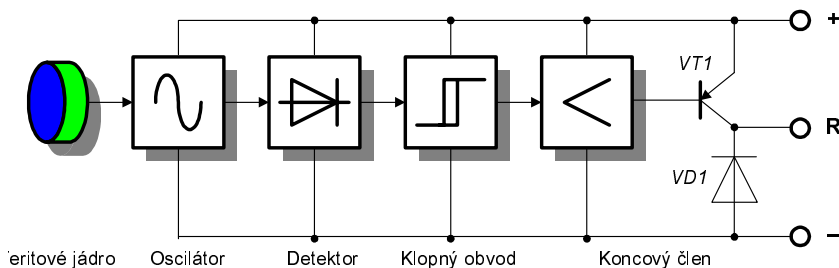 +
VT1
R
VD1
–
eritové jádro Oscilátor Detektor Klopný obvod Koncový člen